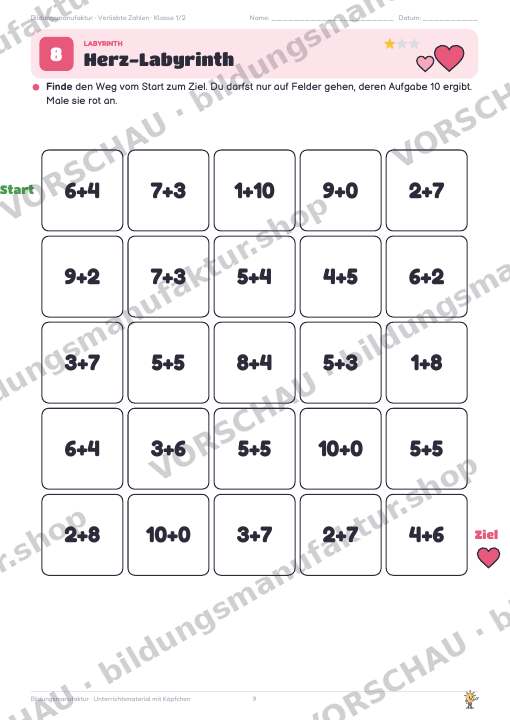 Bildungsmanufaktur · Verliebte Zahlen · Klasse 1/2 Name: ______________________ Datum: __________
8
LABYRINTH
Herz-Labyrinth
Finde den Weg vom Start zum Ziel. Du darfst nur auf Felder gehen, deren Aufgabe 10 ergibt.
Male sie rot an.
Start
6+4 7+3 1+10 9+0 2+7
9+2 7+3 5+4 4+5 6+2
3+7 5+5 8+4 5+3 1+8
6+4 3+6 5+5 10+0 5+5
2+8 10+0 3+7 2+7 4+6
Ziel
Bildungsmanufaktur · Unterrichtsmaterial mit Köpfchen 9
VORSCHAU · bildungsmanufaktur.shop